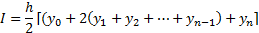 I = h/2 ⌈(y₀ + 2(y₁ + y₂ + ⋯ + yₙ₋₁) + yₙ⌉